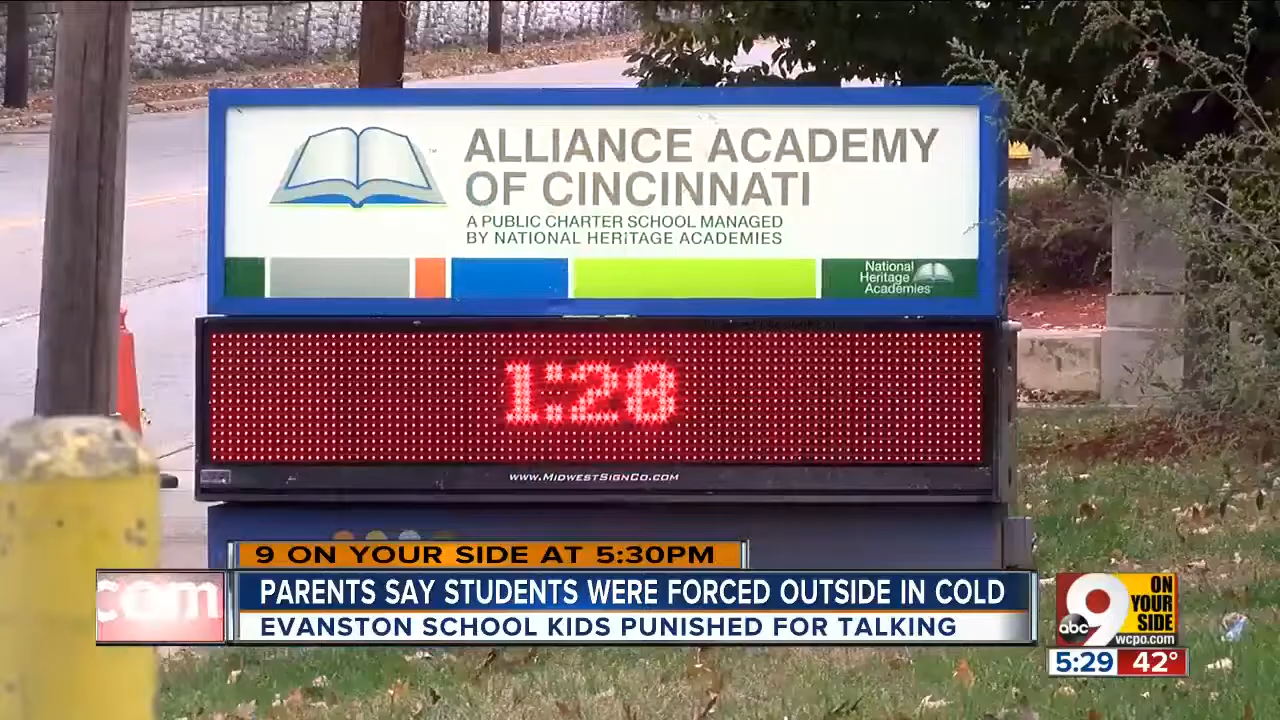 ALLIANCE ACADEMY
OF CINCINNATI
™
A PUBLIC CHARTER SCHOOL MANAGED
BY NATIONAL HERITAGE ACADEMIES
National
Heritage
Academies
1:28
www.MidwestSignCo.com
9 ON YOUR SIDE AT 5:30PM
com
PARENTS SAY STUDENTS WERE FORCED OUTSIDE IN COLD
EVANSTON SCHOOL KIDS PUNISHED FOR TALKING
abc 9 ON
YOUR
SIDE
wcpo.com
5:29 42°